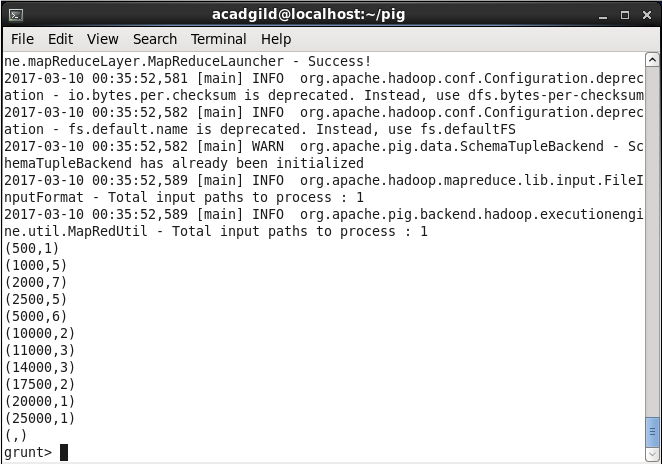 acadgild@localhost:~/pig
File Edit View Search Terminal Help
ne.mapReduceLayer.MapReduceLauncher - Success!
2017-03-10 00:35:52,581 [main] INFO  org.apache.hadoop.conf.Configuration.deprec
ation - io.bytes.per.checksum is deprecated. Instead, use dfs.bytes-per-checksum
2017-03-10 00:35:52,582 [main] INFO  org.apache.hadoop.conf.Configuration.deprec
ation - fs.default.name is deprecated. Instead, use fs.defaultFS
2017-03-10 00:35:52,582 [main] WARN  org.apache.pig.data.SchemaTupleBackend - Sc
hemaTupleBackend has already been initialized
2017-03-10 00:35:52,589 [main] INFO  org.apache.hadoop.mapreduce.lib.input.FileI
nputFormat - Total input paths to process : 1
2017-03-10 00:35:52,589 [main] INFO  org.apache.pig.backend.hadoop.executionengi
ne.util.MapRedUtil - Total input paths to process : 1
(500,1)
(1000,5)
(2000,7)
(2500,5)
(5000,6)
(10000,2)
(11000,3)
(14000,3)
(17500,2)
(20000,1)
(25000,1)
(,)
grunt>